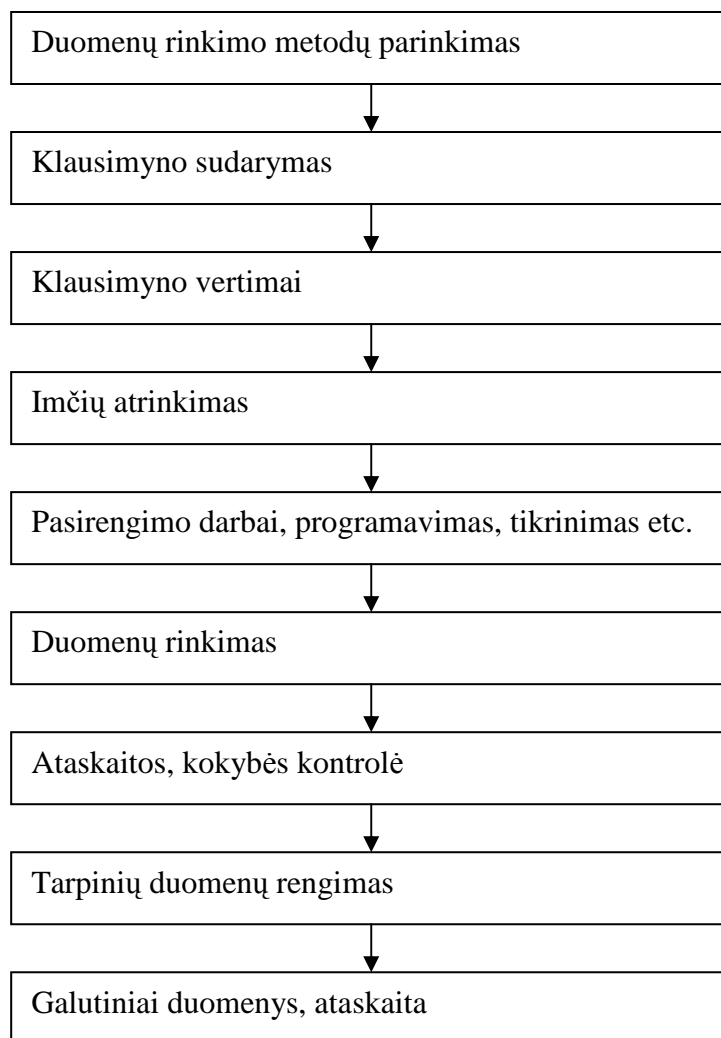 Duomenų rinkimo metodų parinkimas
Klausimyno sudarymas
Klausimyno vertimai
Imčių atrinkimas
Pasirengimo darbai, programavimas, tikrinimas etc.
Duomenų rinkimas
Ataskaitos, kokybės kontrolė
Tarpinių duomenų rengimas
Galutiniai duomenys, ataskaita